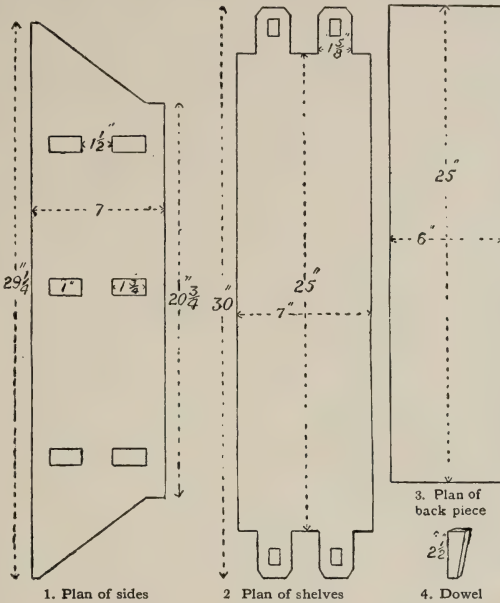 1½"
7
29¼"
1"
1¾"
20¾"
1. Plan of sides
1⅝"
30"
25"
7"
2 Plan of shelves
25"
6"
3. Plan of
back piece
2½"
4. Dowel